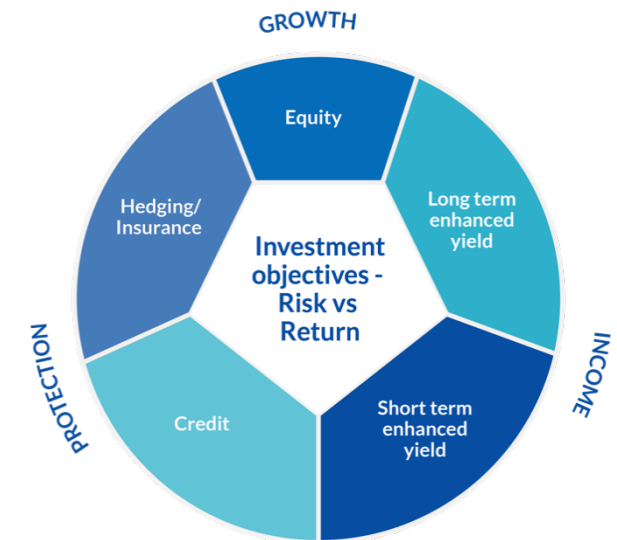 GROWTH
Equity
Hedging/
Insurance
Long term
enhanced
yield
Investment
objectives -
Risk vs
Return
PROTECTION
INCOME
Credit
Short term
enhanced
yield